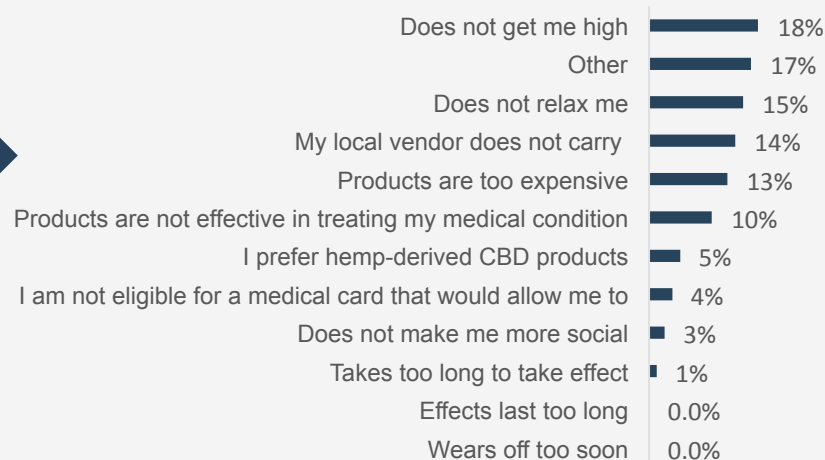 Does not get me high 18%
Other 17%
Does not relax me 15%
My local vendor does not carry 14%
Products are too expensive 13%
Products are not effective in treating my medical condition 10%
I prefer hemp-derived CBD products 5%
I am not eligible for a medical card that would allow me to 4%
Does not make me more social 3%
Takes too long to take effect 1%
Effects last too long 0.0%
Wears off too soon 0.0%